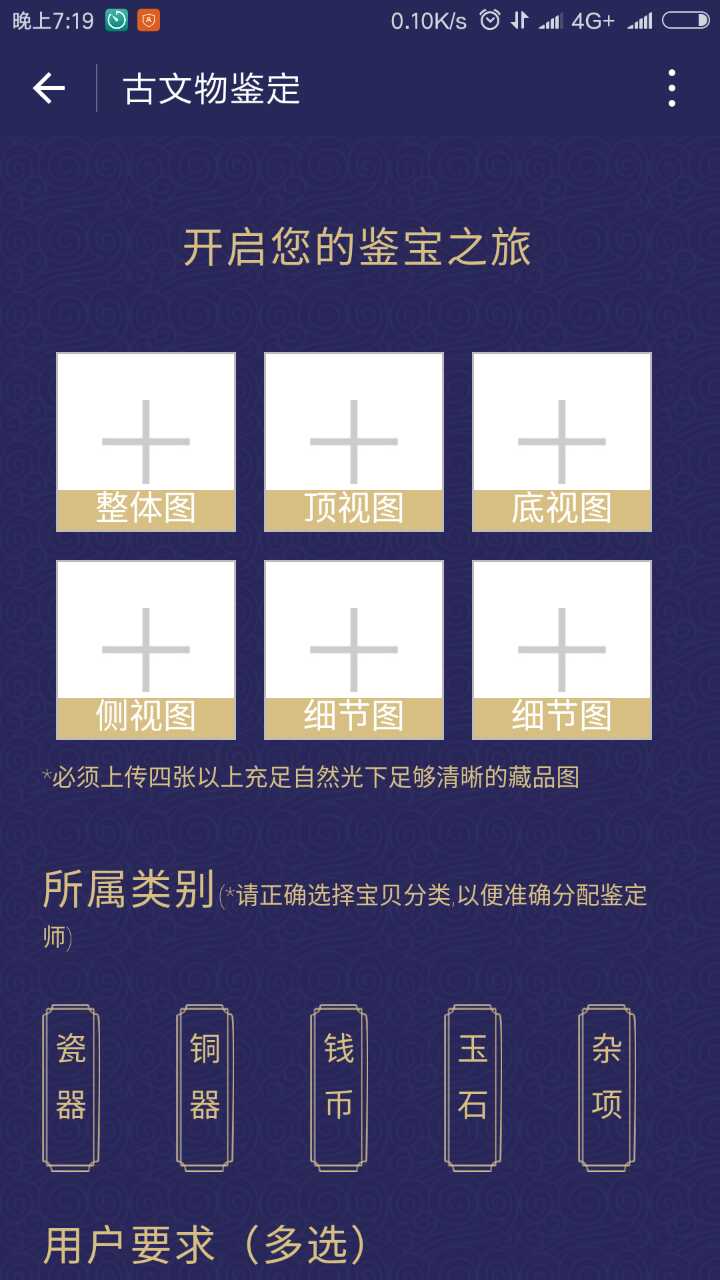 晚上7:19 0.10K/s 4G+
古文物鉴定
开启您的鉴宝之旅
整体图 顶视图 底视图
侧视图 细节图 细节图
*必须上传四张以上充足自然光下足够清晰的藏品图
所属类别(*请正确选择宝贝分类,以便准确分配鉴定
师)
瓷器 铜器 钱币 玉石 杂项
用户要求（多选）